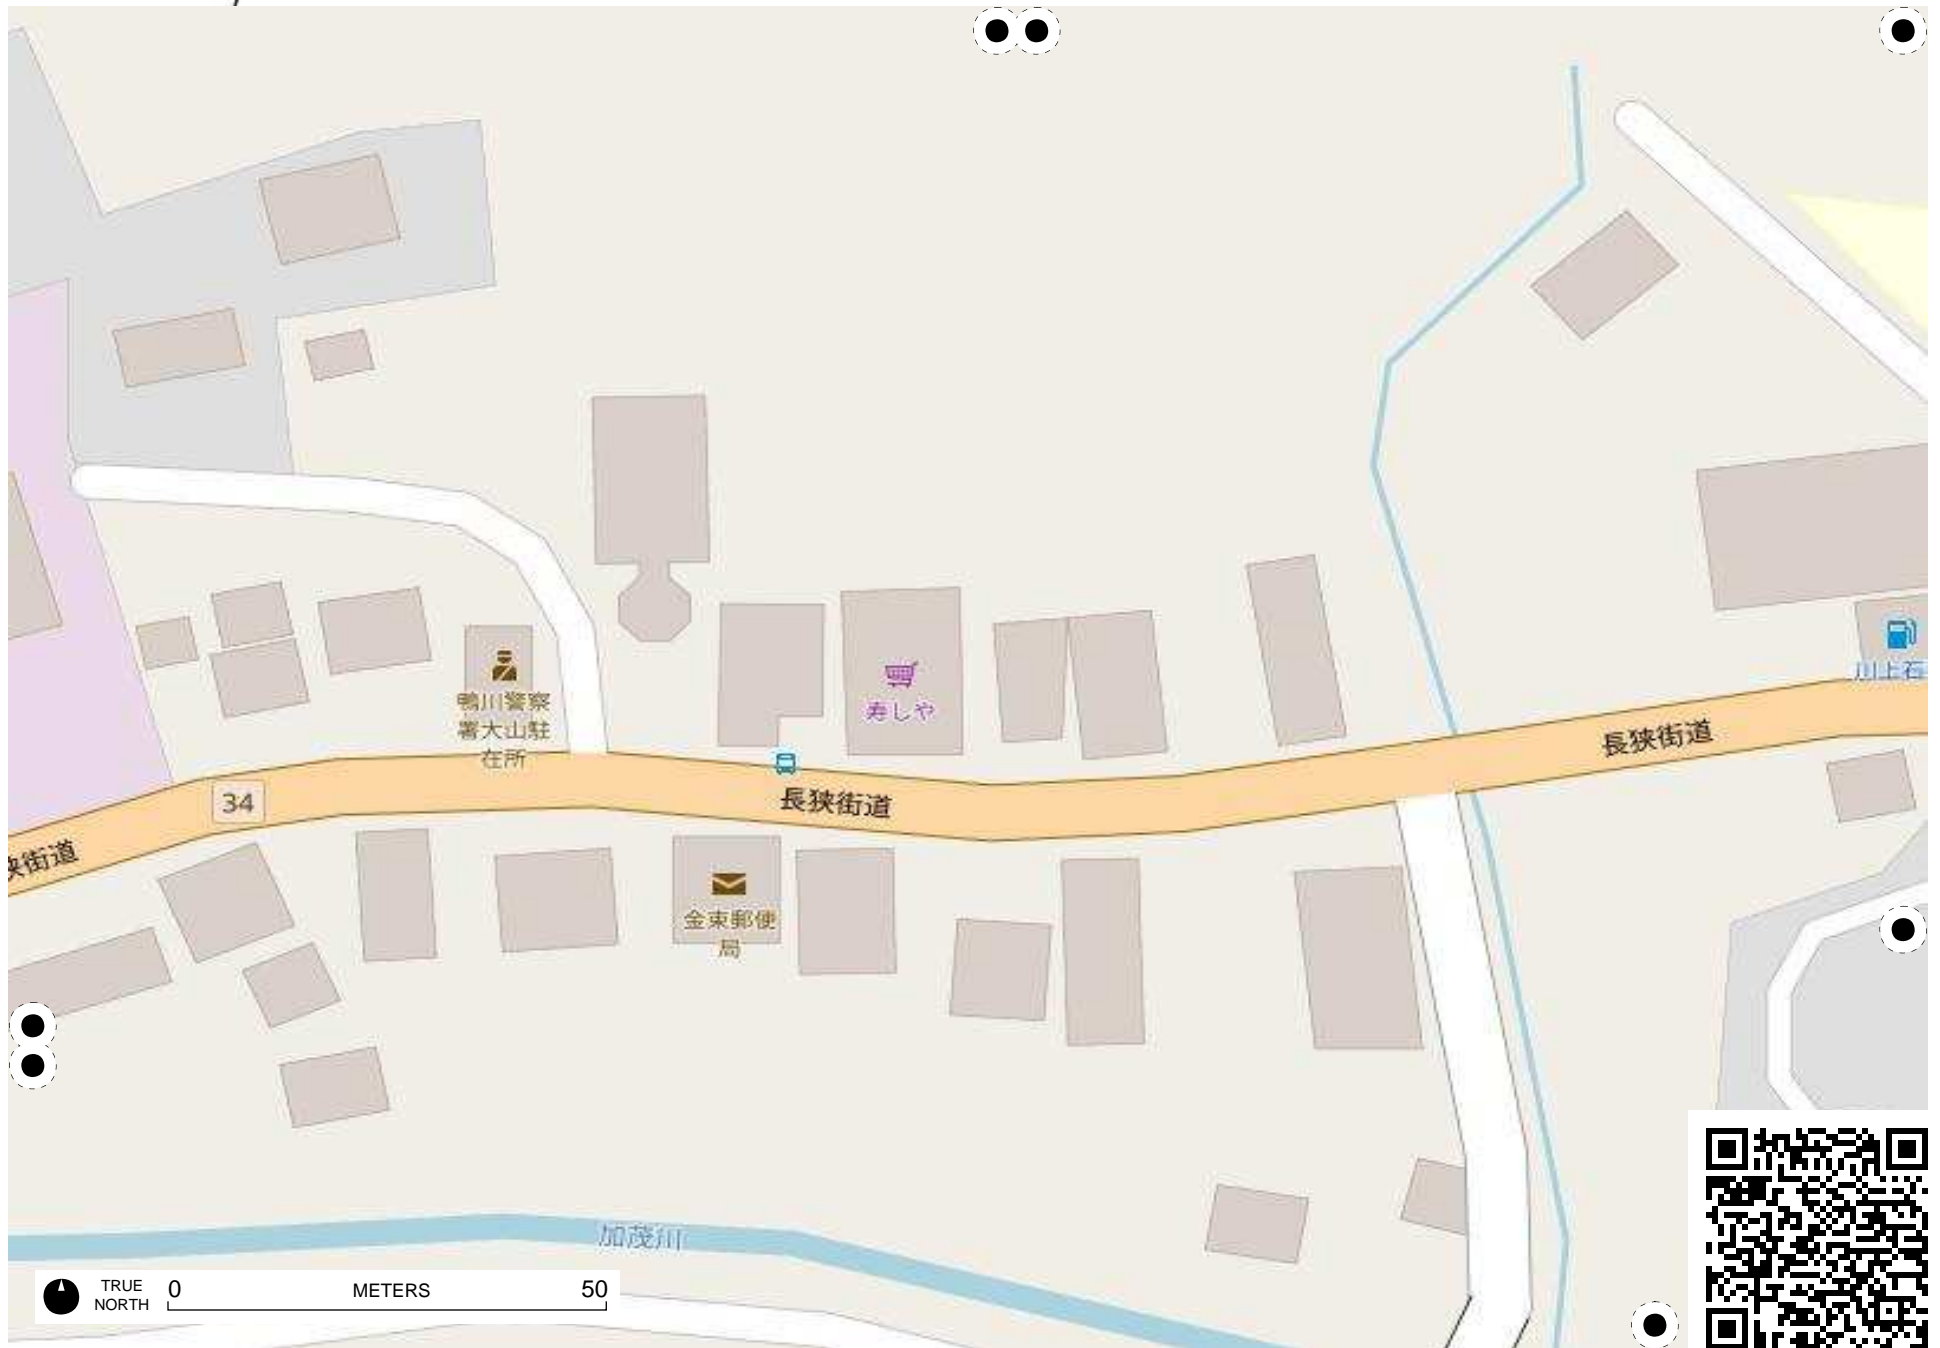 鴨川警察
署大山駐
在所
寿しや
川上石
長狭街道
34
長狭街道
狭街道
金束郵便
局
加茂川
TRUE
NORTH
0 METERS 50